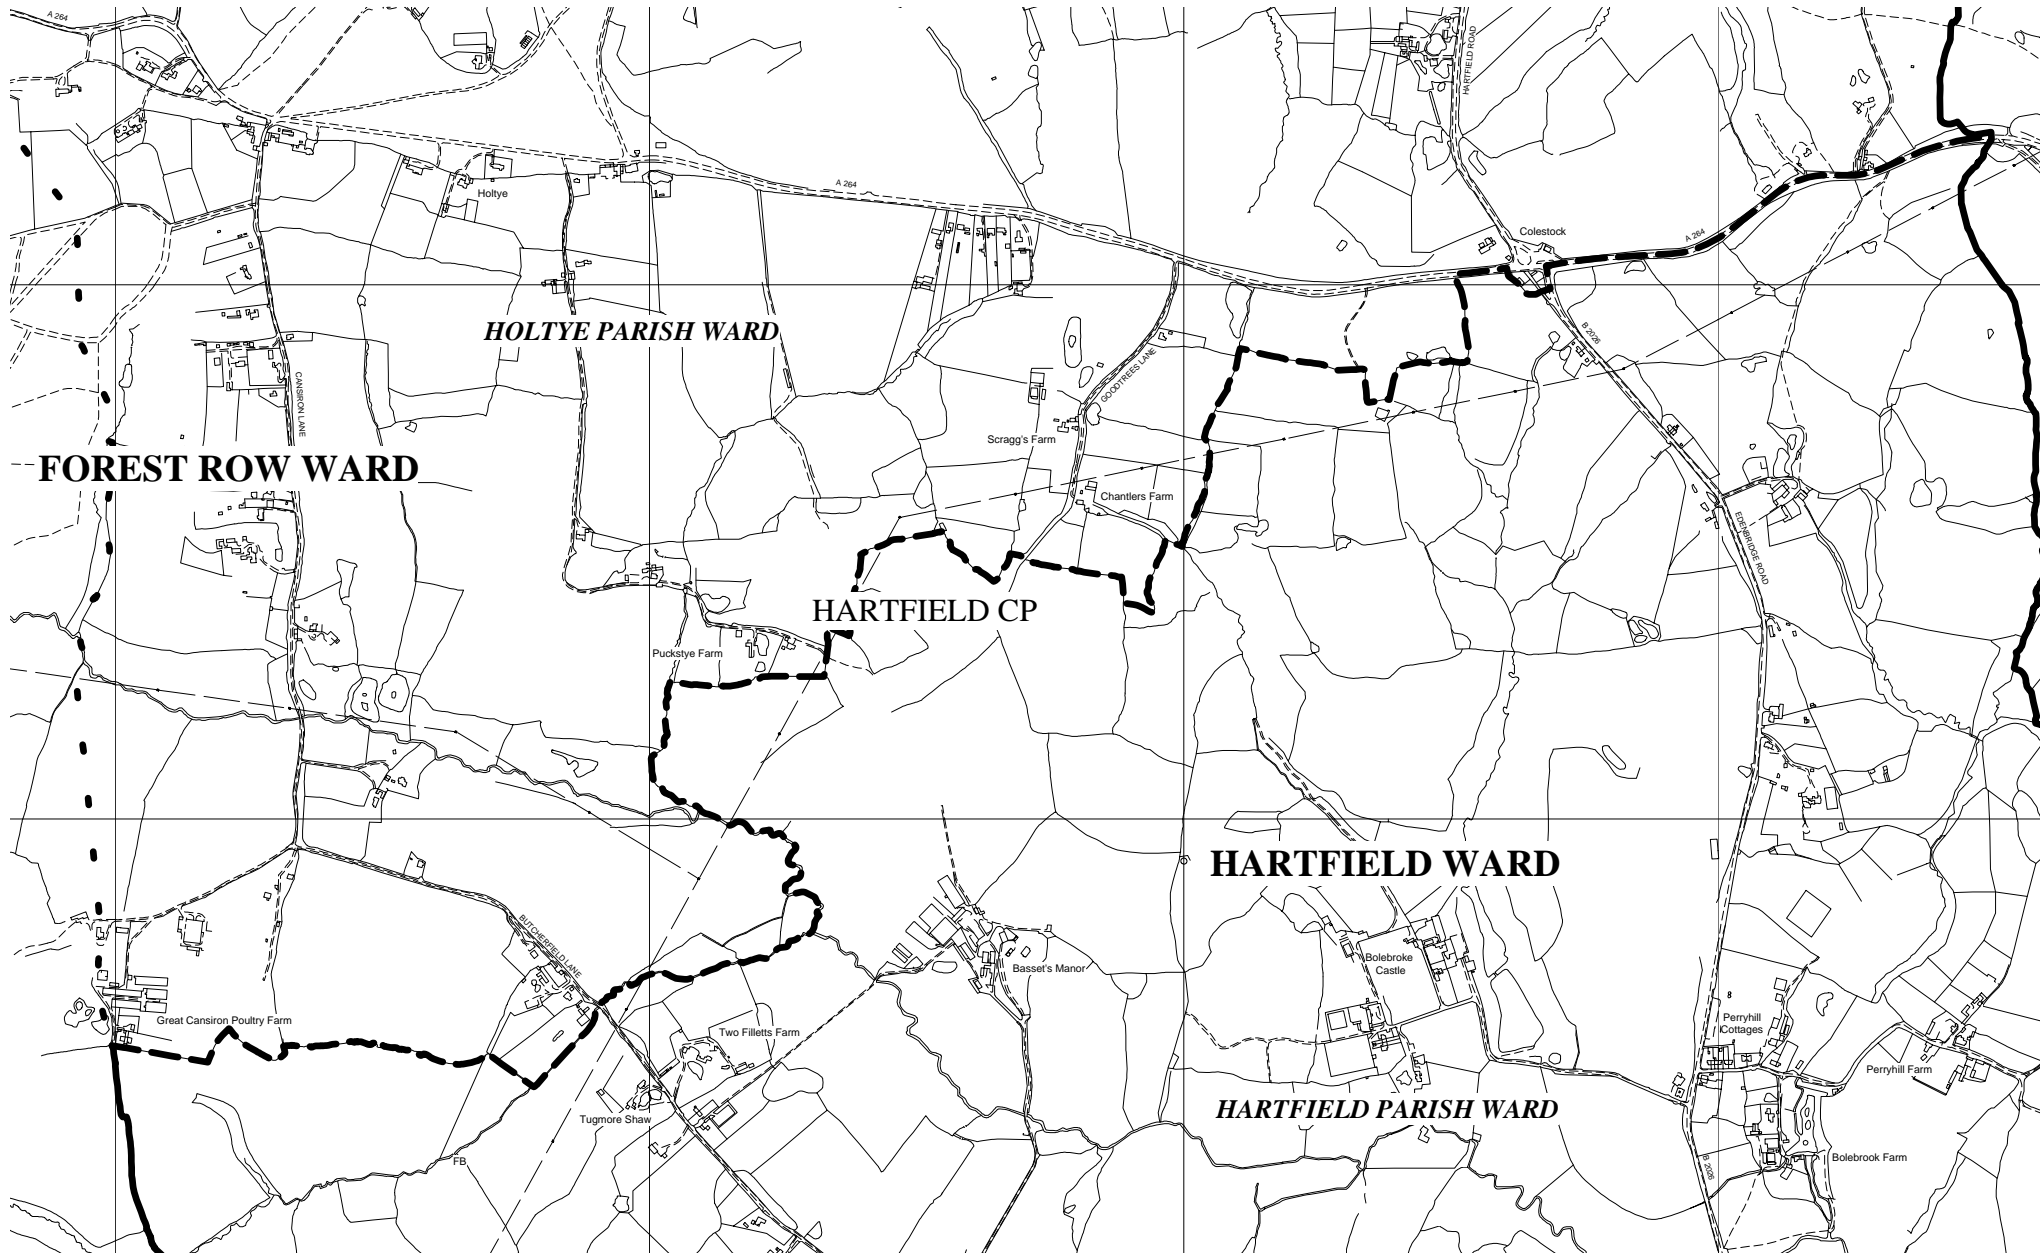 A 264
HARTFIELD ROAD
Holtye
A 264
Colestock
A 264
HOLTYE PARISH WARD
B 2026
GOODTREES LANE
CANSIRON LANE
Scragg's Farm
FOREST ROW WARD
Chantlers Farm
EDENBRIDGE ROAD
HARTFIELD CP
Puckstye Farm
HARTFIELD WARD
BUTCHERFIELD LANE
Basset's Manor
Bolebroke
Castle
Great Cansiron Poultry Farm
Two Filletts Farm
Perryhill
Cottages
Perryhill Farm
HARTFIELD PARISH WARD
Tugmore Shaw
FB
B 2026
Bolebrook Farm